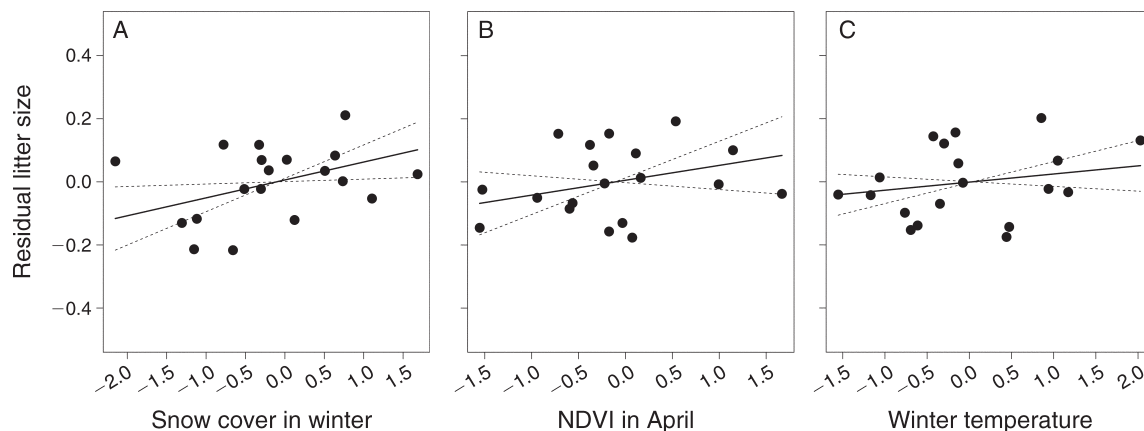 A
B
C
Residual litter size
0.4
0.2
0.0
−0.2
−0.4
−2.0 −1.5 −1.0 −0.5 0.0 0.5 1.0 1.5
−1.5 −1.0 −0.5 0.0 0.5 1.0 1.5
−1.5 −1.0 −0.5 0.0 0.5 1.0 1.5 2.0
Snow cover in winter
NDVI in April
Winter temperature